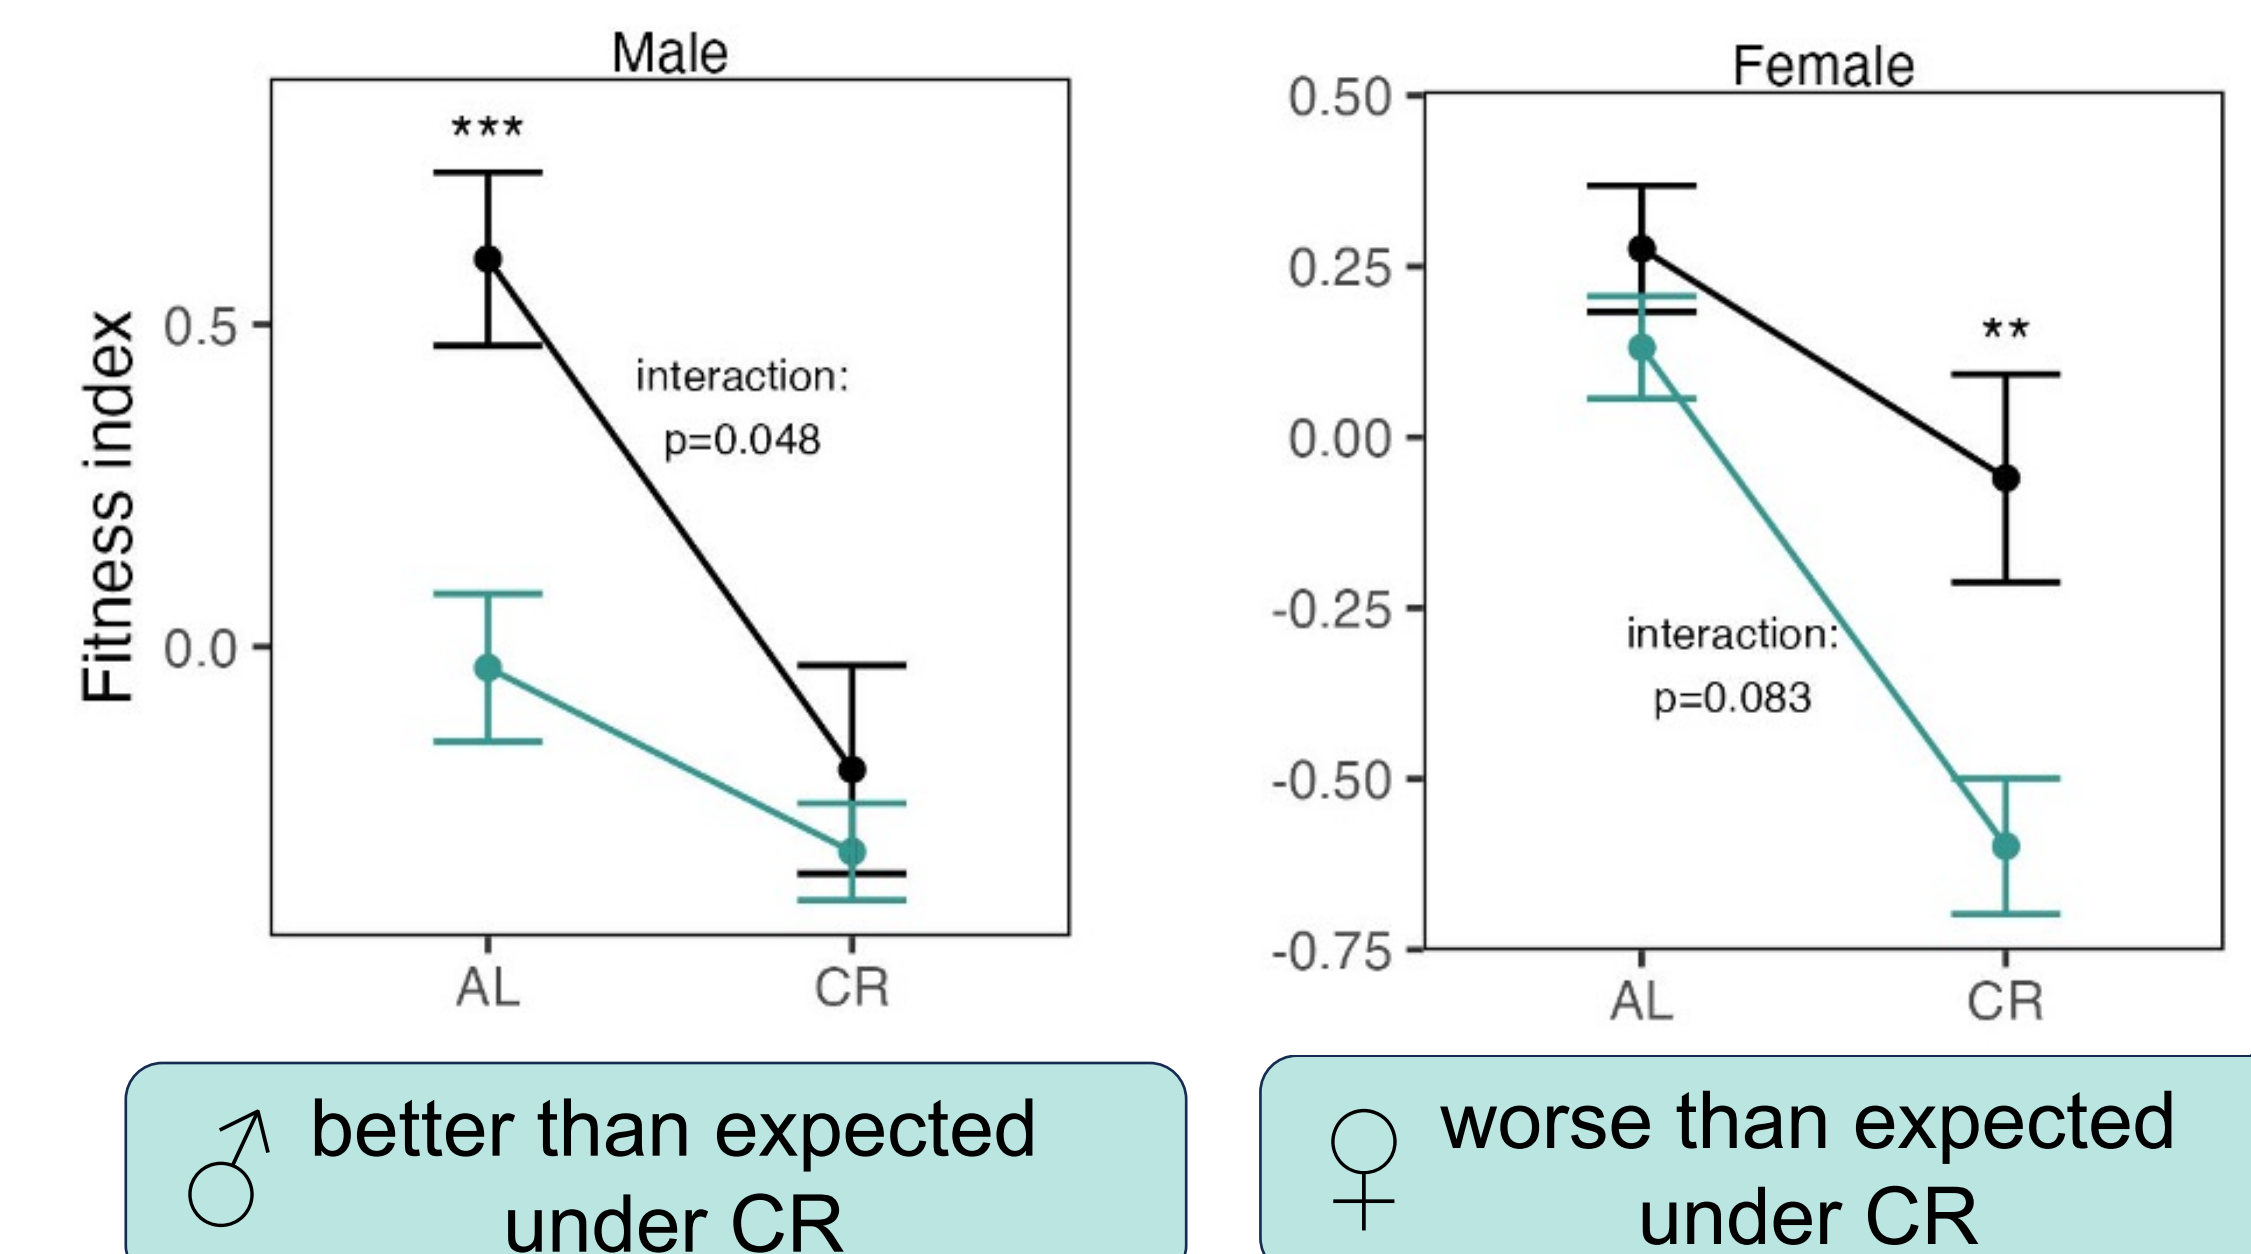 Male
***
Fitness index
0.5
0.0
interaction:
p=0.048
AL CR
Female
0.50
0.25
0.00
-0.25
-0.50
-0.75
**
interaction:
p=0.083
AL CR
♂ better than expected
under CR
♀ worse than expected
under CR